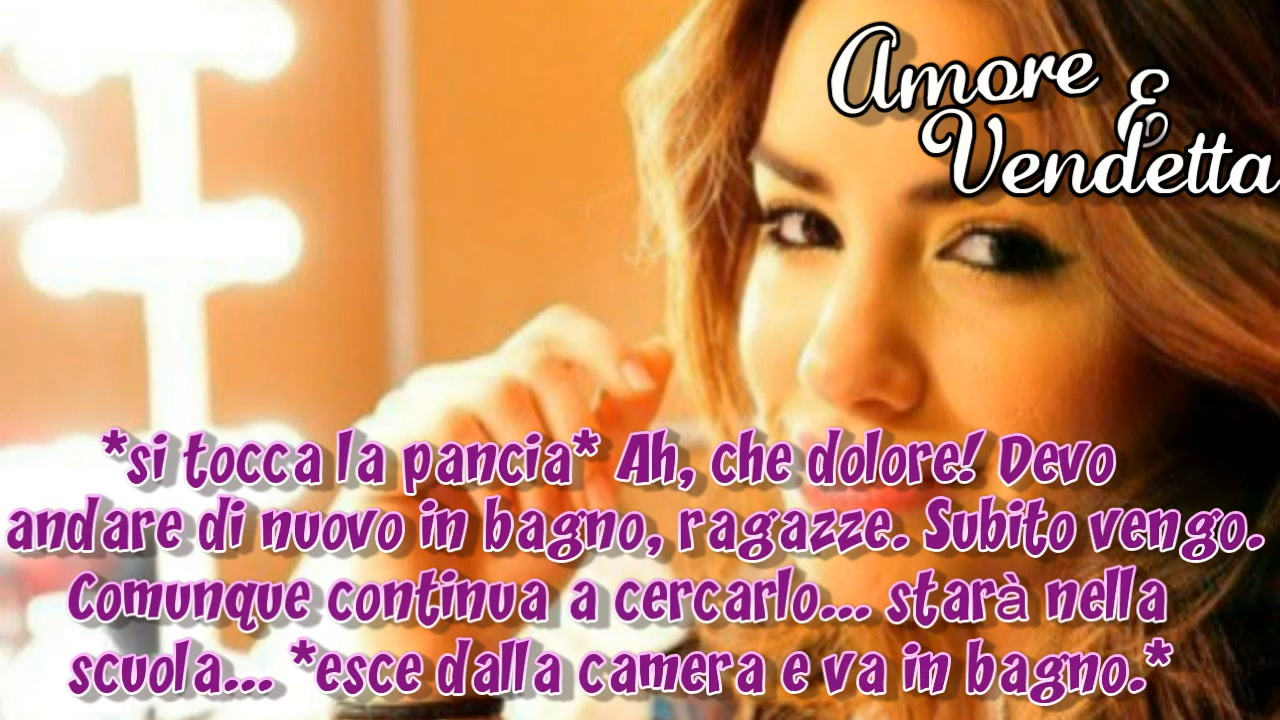 Amore E
Vendetta
*si tocca la pancia* Ah, che dolore! Devo
andare di nuovo in bagno, ragazze. Subito vengo.
Comunque continua a cercarlo... starà nella
scuola... *esce dalla camera e va in bagno.*